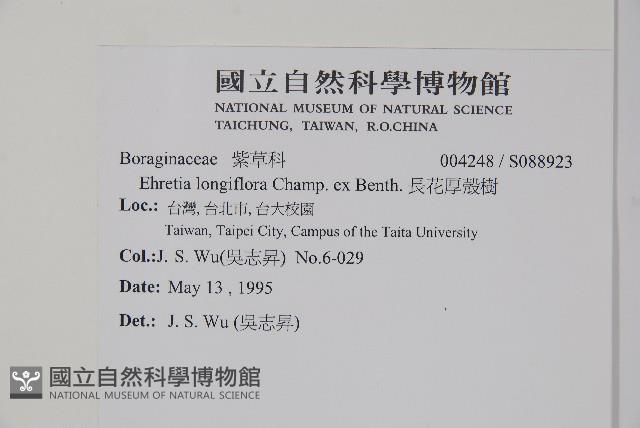 國立自然科學博物館
NATIONAL MUSEUM OF NATURAL SCIENCE
TAICHUNG, TAIWAN, R.O.CHINA
Boraginaceae 紫草科 004248 / S088923
Ehretia longiflora Champ. ex Benth. 長花厚殼樹
Loc.: 台灣, 台北市, 台大校園
Taiwan, Taipei City, Campus of the Taita University
Col.:J. S. Wu(吳志昇) No.6-029
Date: May 13 , 1995
Det.: J. S. Wu (吳志昇)
國立自然科學博物館
NATIONAL MUSEUM OF NATURAL SCIENCE